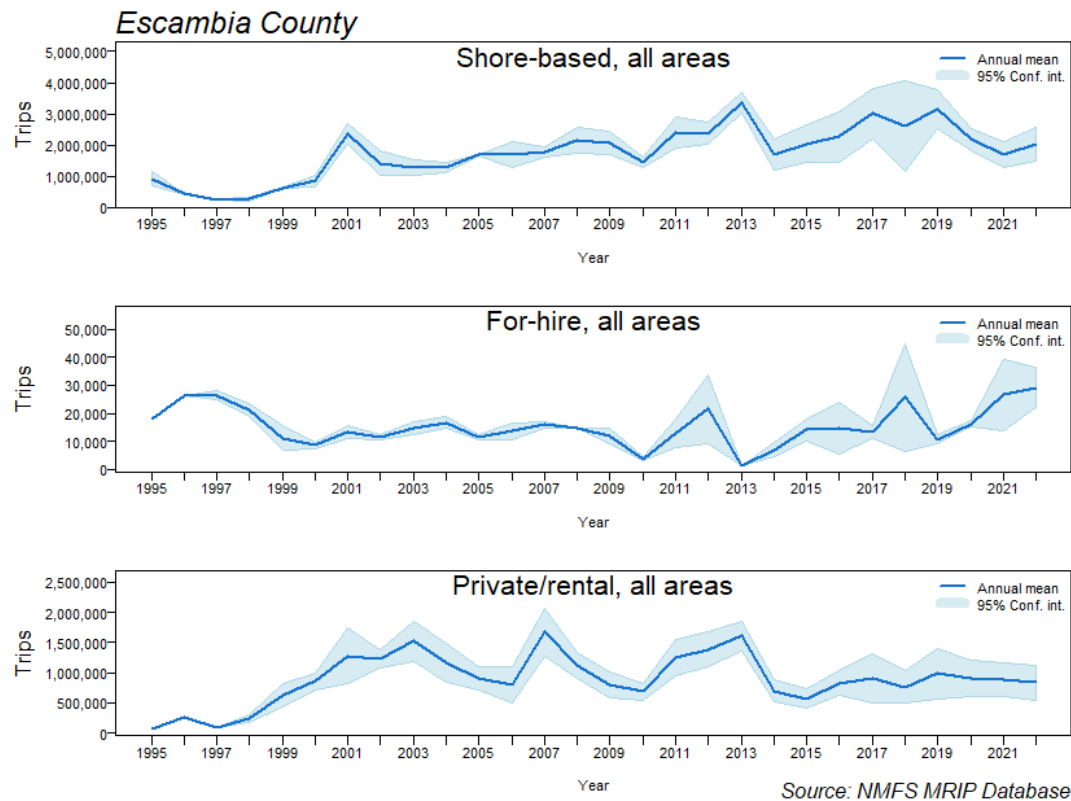 Escambia County
Shore-based, all areas
Annual mean
95% Conf. int.
Trips
5,000,000
4,000,000
3,000,000
2,000,000
1,000,000
0
1995 1997 1999 2001 2003 2005 2007 2009 2011 2013 2015 2017 2019 2021
Year
For-hire, all areas
Annual mean
95% Conf. int.
Trips
50,000
40,000
30,000
20,000
10,000
0
1995 1997 1999 2001 2003 2005 2007 2009 2011 2013 2015 2017 2019 2021
Year
Private/rental, all areas
Annual mean
95% Conf. int.
Trips
2,500,000
2,000,000
1,500,000
1,000,000
500,000
0
1995 1997 1999 2001 2003 2005 2007 2009 2011 2013 2015 2017 2019 2021
Year
Source: NMFS MRIP Database